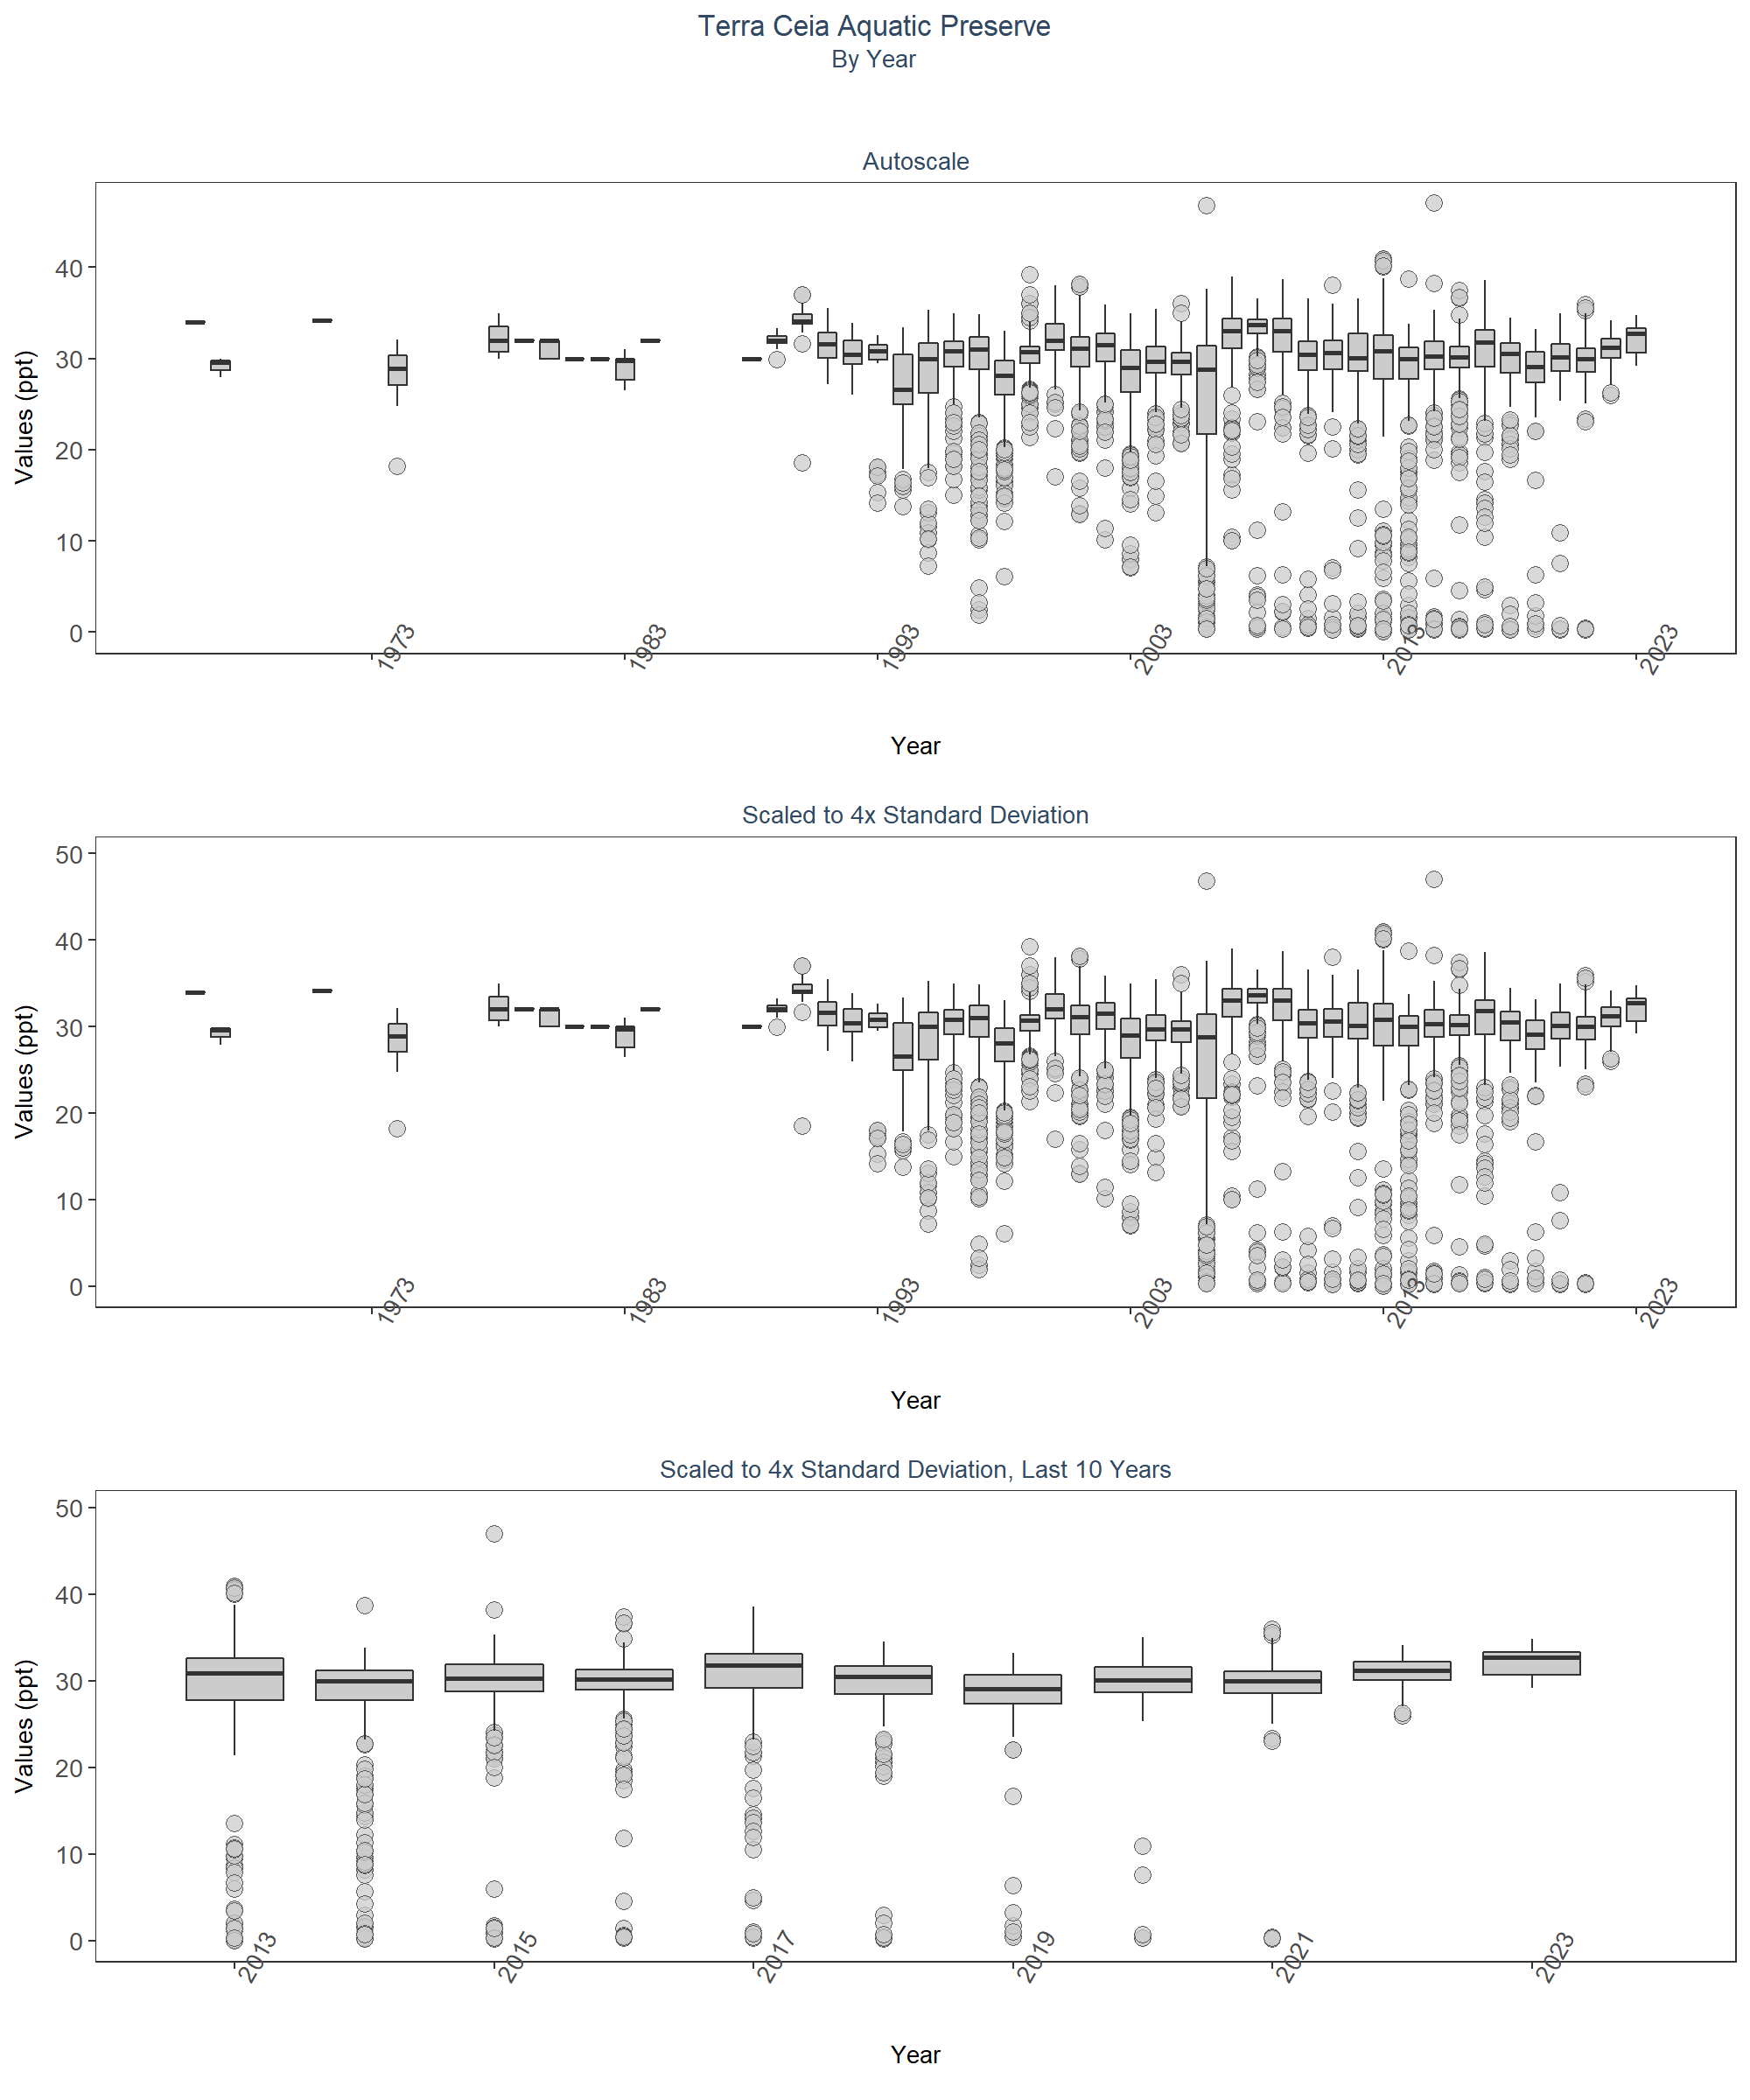 Terra Ceia Aquatic Preserve
By Year
Autoscale
Values (ppt)
40
30
20
10
0
1973 1983 1993 2003 2013 2023
Year
Scaled to 4x Standard Deviation
Values (ppt)
50
40
30
20
10
0
1973 1983 1993 2003 2013 2023
Year
Scaled to 4x Standard Deviation, Last 10 Years
Values (ppt)
50
40
30
20
10
0
2013 2015 2017 2019 2021 2023
Year